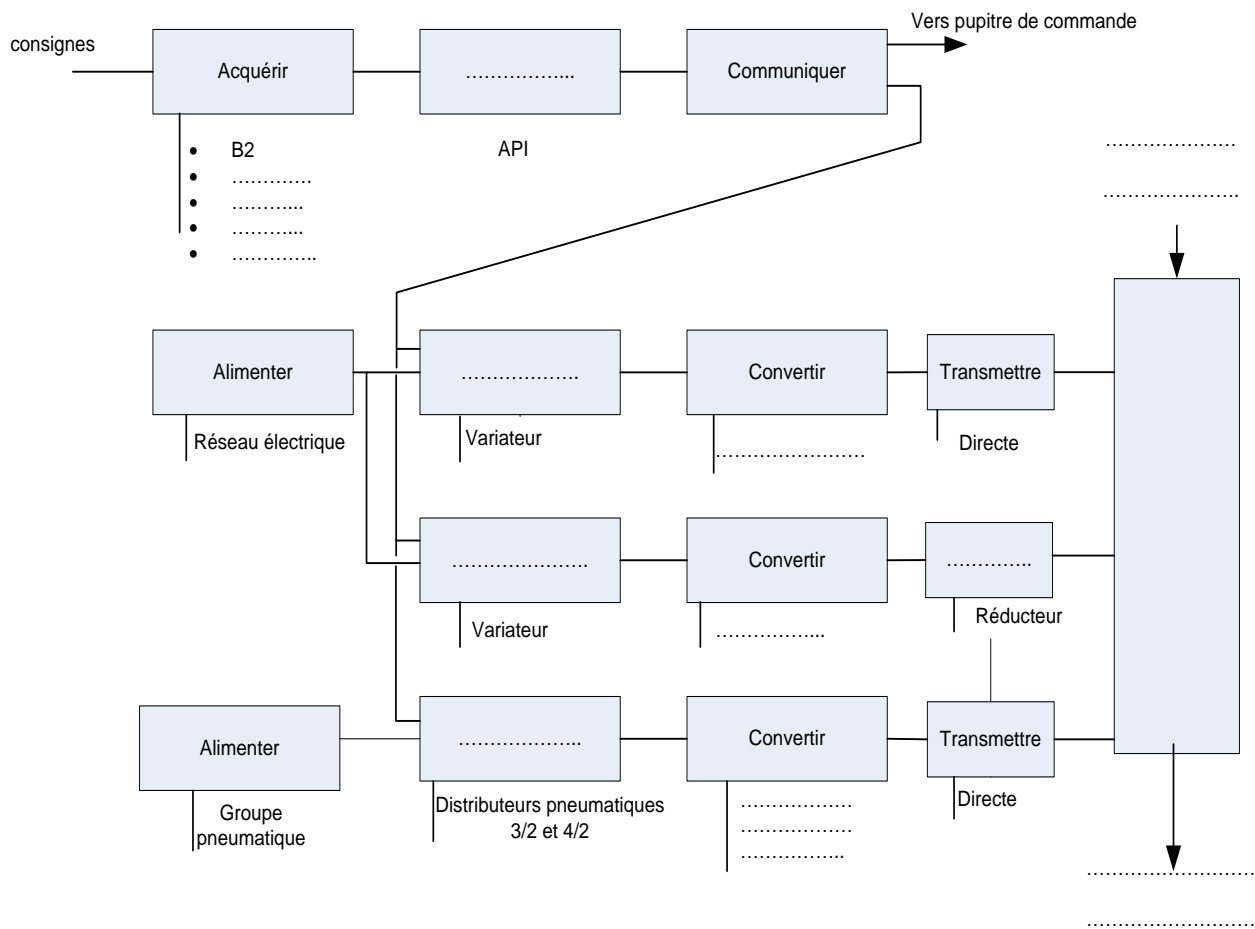 Vers pupitre de commande
consignes
Acquérir
………………...
Communiquer
• B2
API
• ………….
• ………...
• ………...
• …………..
…………………
………………….
Alimenter
……………….
Convertir
Transmettre
Réseau électrique
Variateur
……………………
Directe
………………….
Convertir
…………..
Variateur
……………...
Réducteur
Alimenter
………………..
Convertir
Transmettre
Groupe
pneumatique
Distributeurs pneumatiques
3/2 et 4/2
………………
………………
……………..
Directe
………………………
………………………